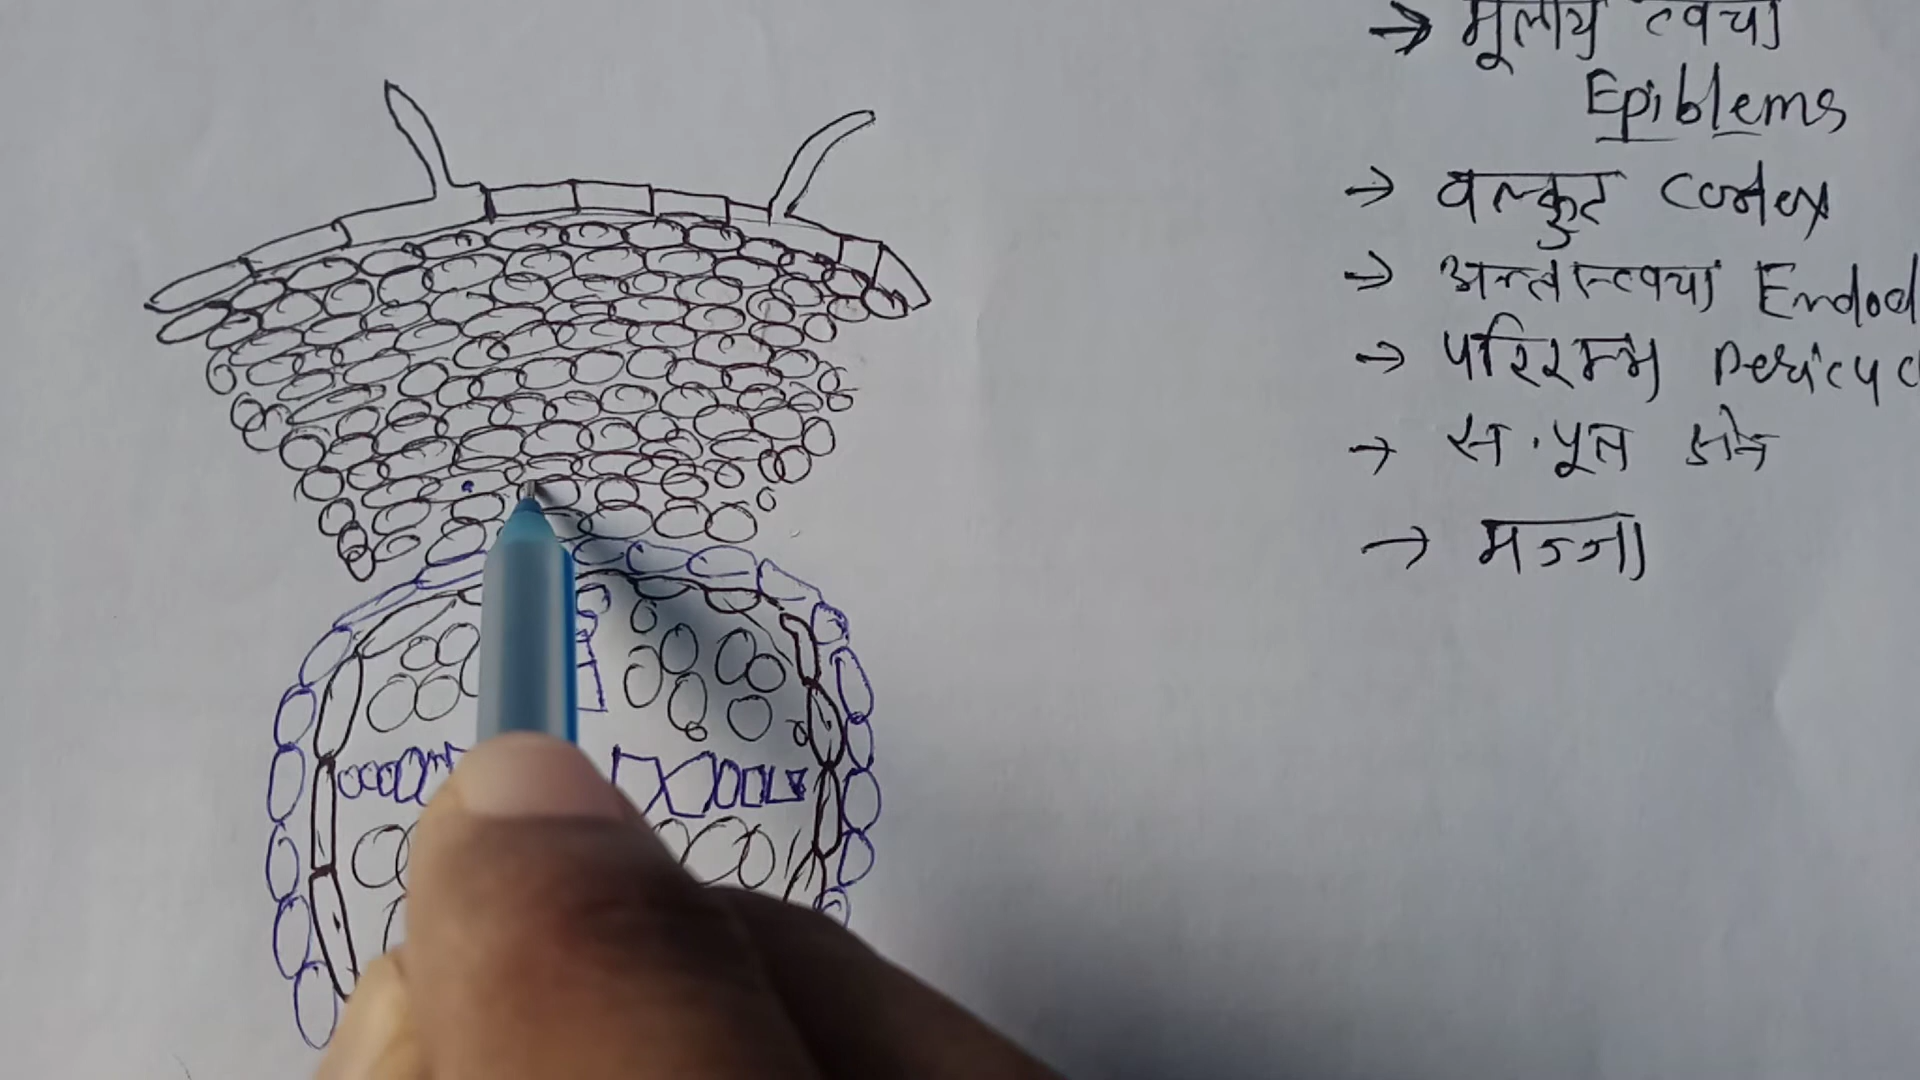 → मूलीय त्वचा
Epiblems
→ वल्कुट Cortex
→ अन्तस्त्वचा Endod
→ परिरम्भ Pericyc
→ स.पूल
→ मज्जा